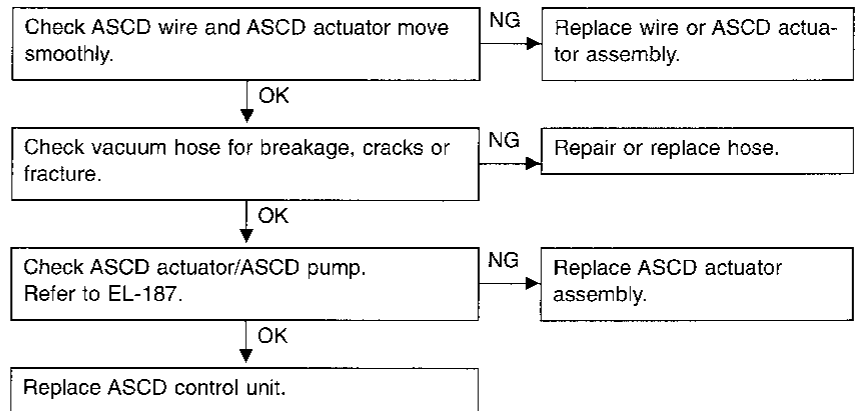 Check ASCD wire and ASCD actuator move
smoothly.
NG
Replace wire or ASCD actua-
tor assembly.
OK
Check vacuum hose for breakage, cracks or
fracture.
NG
Repair or replace hose.
OK
Check ASCD actuator/ASCD pump.
Refer to EL-187.
NG
Replace ASCD actuator
assembly.
OK
Replace ASCD control unit.